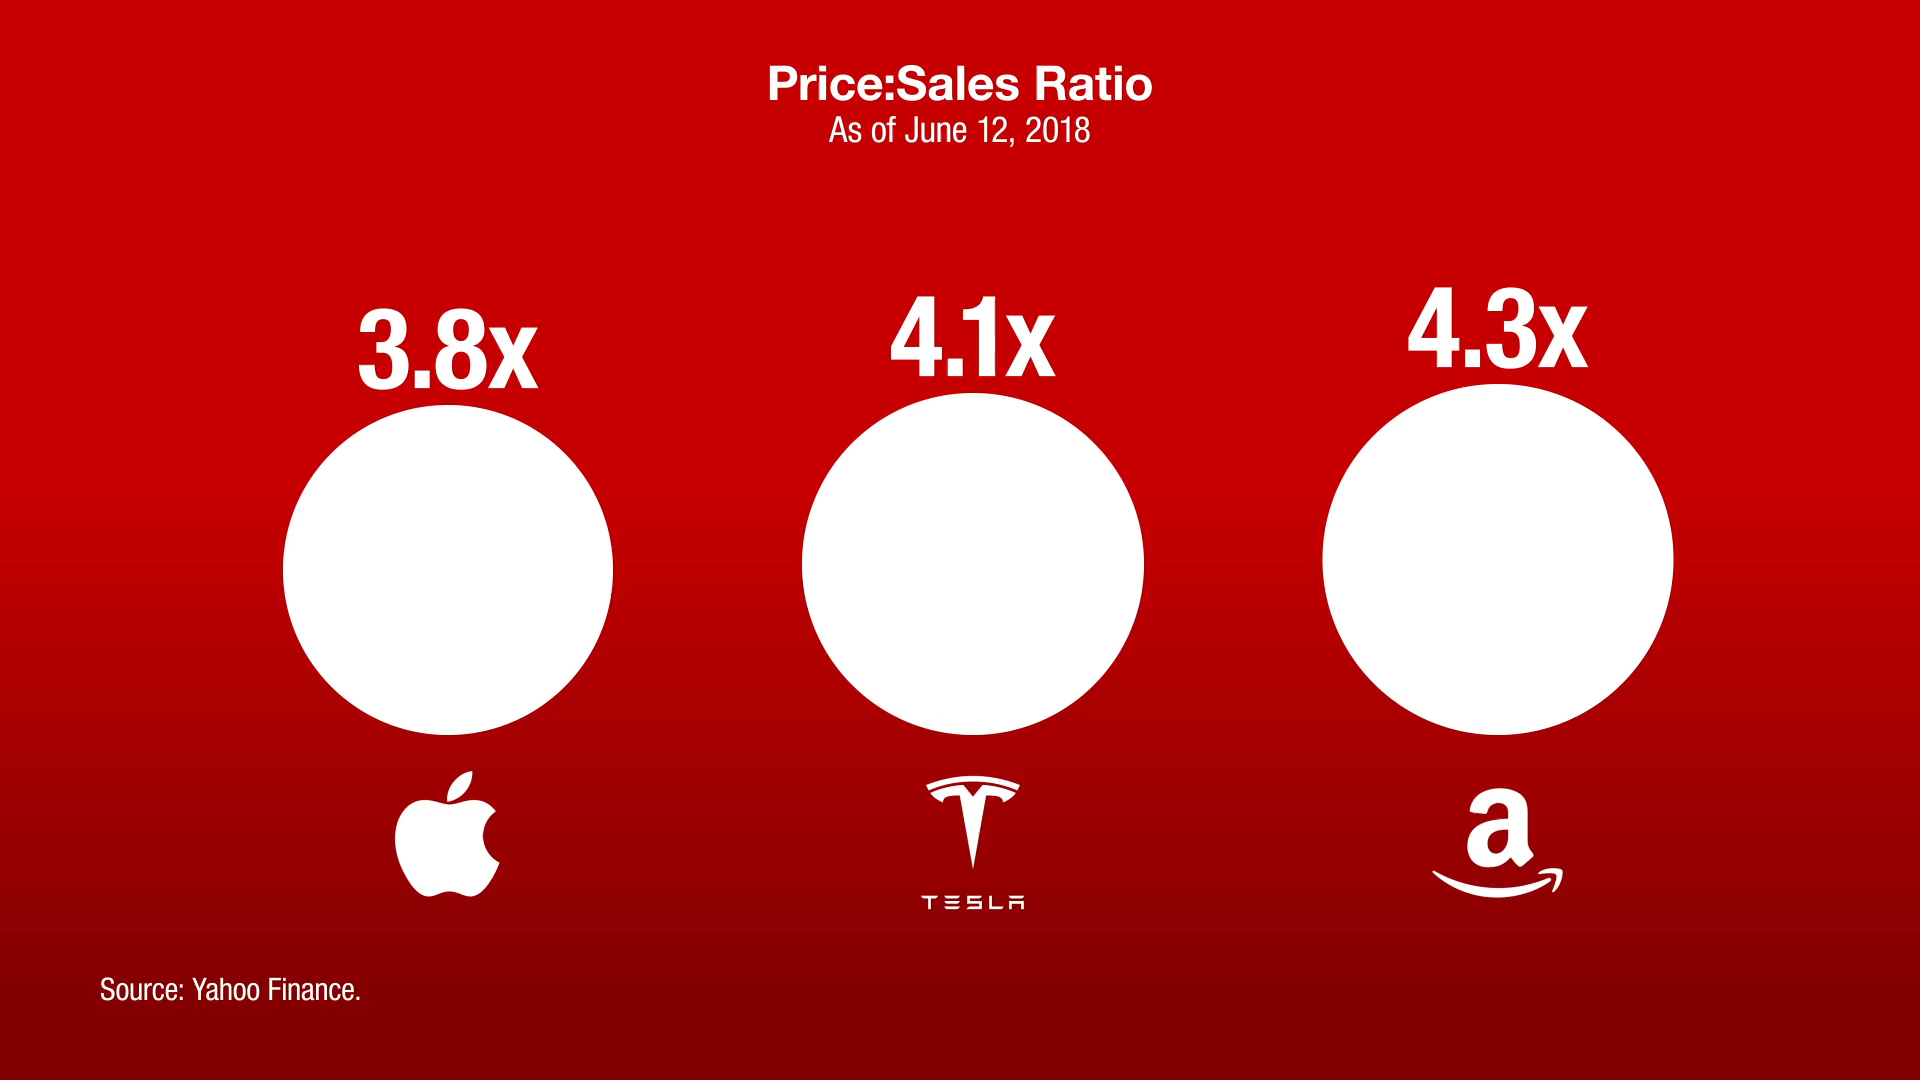 Price:Sales Ratio
As of June 12, 2018
3.8x
4.1x
4.3x
TESLA
a
Source: Yahoo Finance.